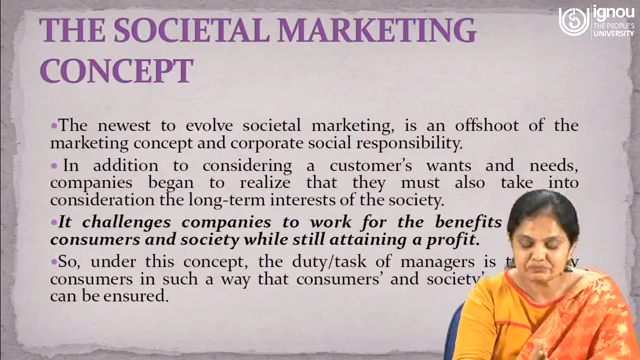 THE SOCIETAL MARKETING
CONCEPT
ignou
THE PEOPLE'S
UNIVERSITY
•The newest to evolve societal marketing, is an offshoot of the
marketing concept and corporate social responsibility.
• In addition to considering a customer's wants and needs,
companies began to realize that they must also take into
consideration the long-term interests of the society.
•It challenges companies to work for the benefits
consumers and society while still attaining a profit.
•So, under this concept, the duty/task of managers is
consumers in such a way that consumers' and society's
can be ensured.